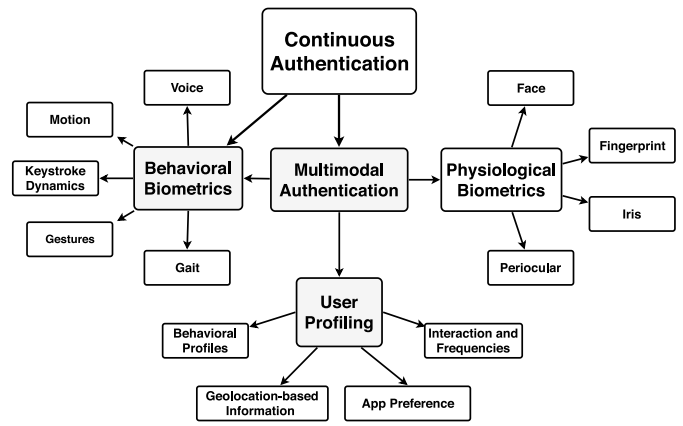 Continuous
Authentication
Voice
Face
Motion
Fingerprint
Keystroke
Dynamics
Behavioral
Biometrics
Multimodal
Authentication
Physiological
Biometrics
Iris
Gestures
Gait
Periocular
User
Profiling
Behavioral
Profiles
Interaction and
Frequencies
Geolocation-based
Information
App Preference